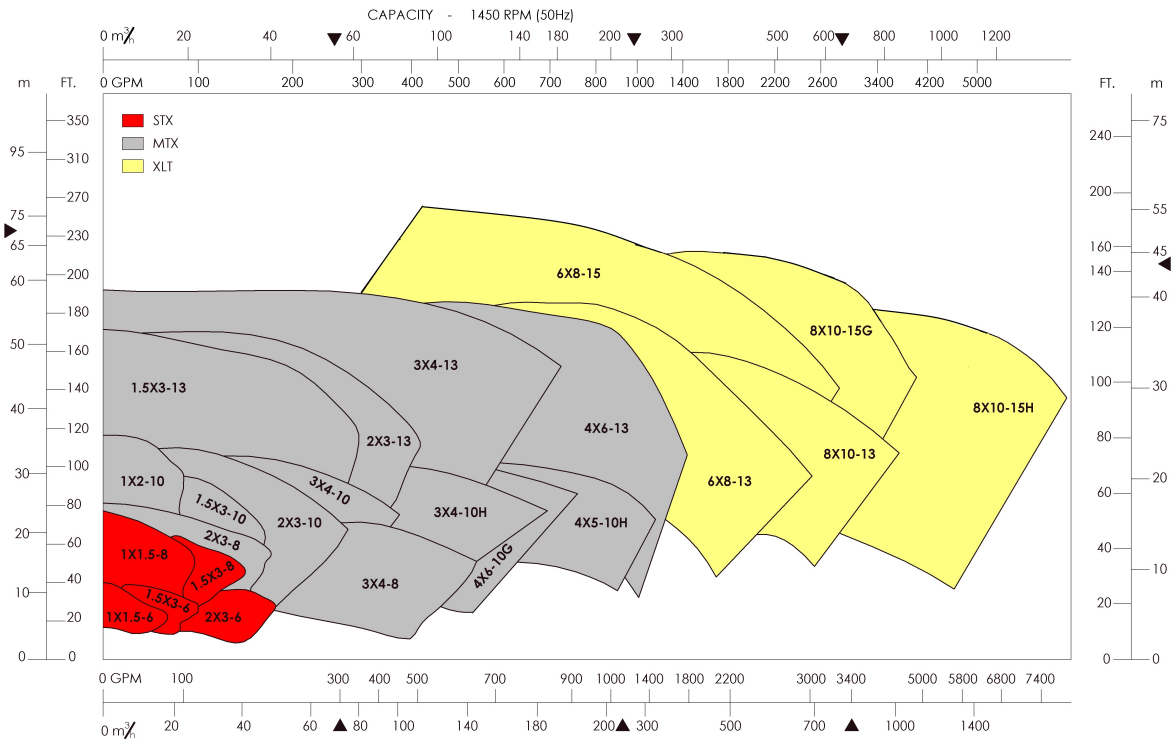 CAPACITY - 1450 RPM (50Hz)
0 m³/h 20 40 60 100 140 180 200 300 500 600 800 1000 1200
0 GPM 100 200 300 400 500 600 700 800 1000 1400 1800 2200 2600 3400 4200 5000
m FT. FT. m
STX
MTX
XLT
350
310
270
230
200
180
160
140
120
100
80
60
40
20
0
95
75
65
60
50
40
30
20
10
0
240
200
160
140
120
100
80
60
40
20
0
75
55
45
40
30
20
10
0
6X8-15
8X10-15G
3X4-13
1.5X3-13
8X10-15H
4X6-13
2X3-13
8X10-13
1X2-10
6X8-13
3X4-10
1.5X3-10
3X4-10H
2X3-10
4X5-10H
2X3-8
1X1.5-8
4X6-10G
1.5X3-8
3X4-8
1.5X3-6
1X1.5-6
2X3-6
0 GPM 100 300 400 500 700 900 1000 1400 1800 2200 3000 3400 5000 5800 6800 7400
0 m³/h 20 40 60 80 100 140 180 200 300 500 700 1000 1400